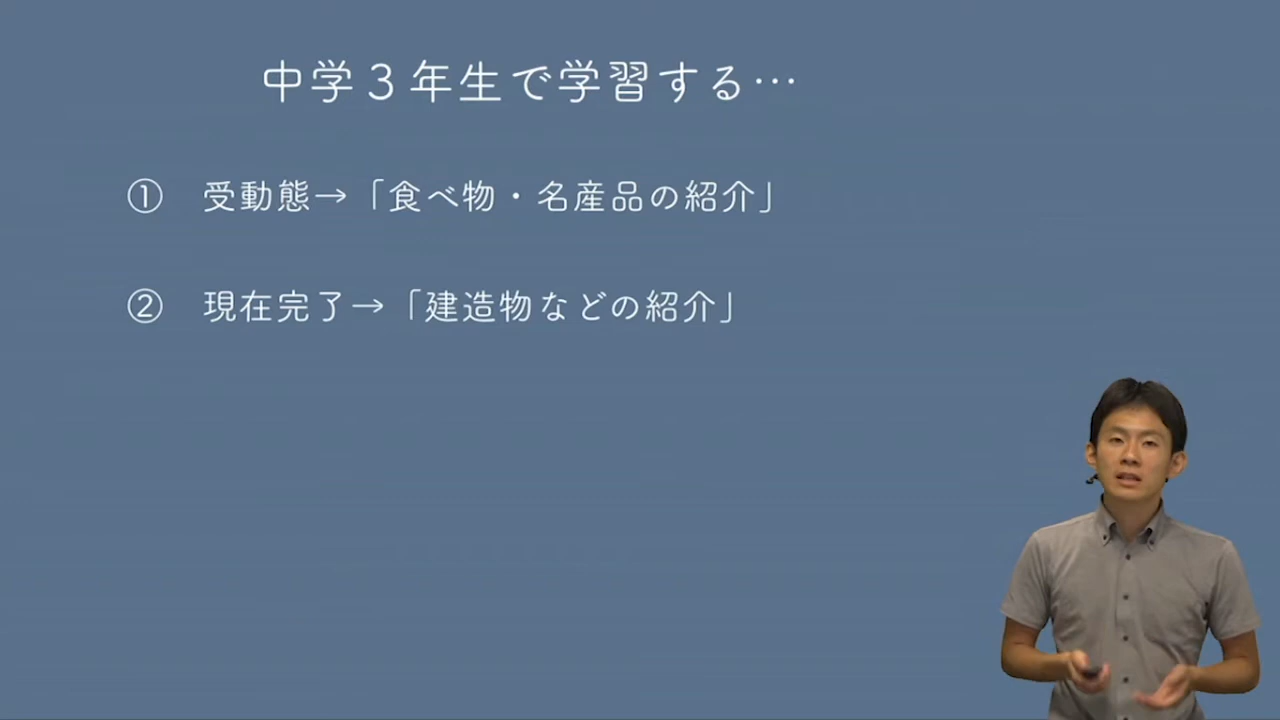 中学３年生で学習する…
①　受動態→「食べ物・名産品の紹介」
②　現在完了→「建造物などの紹介」